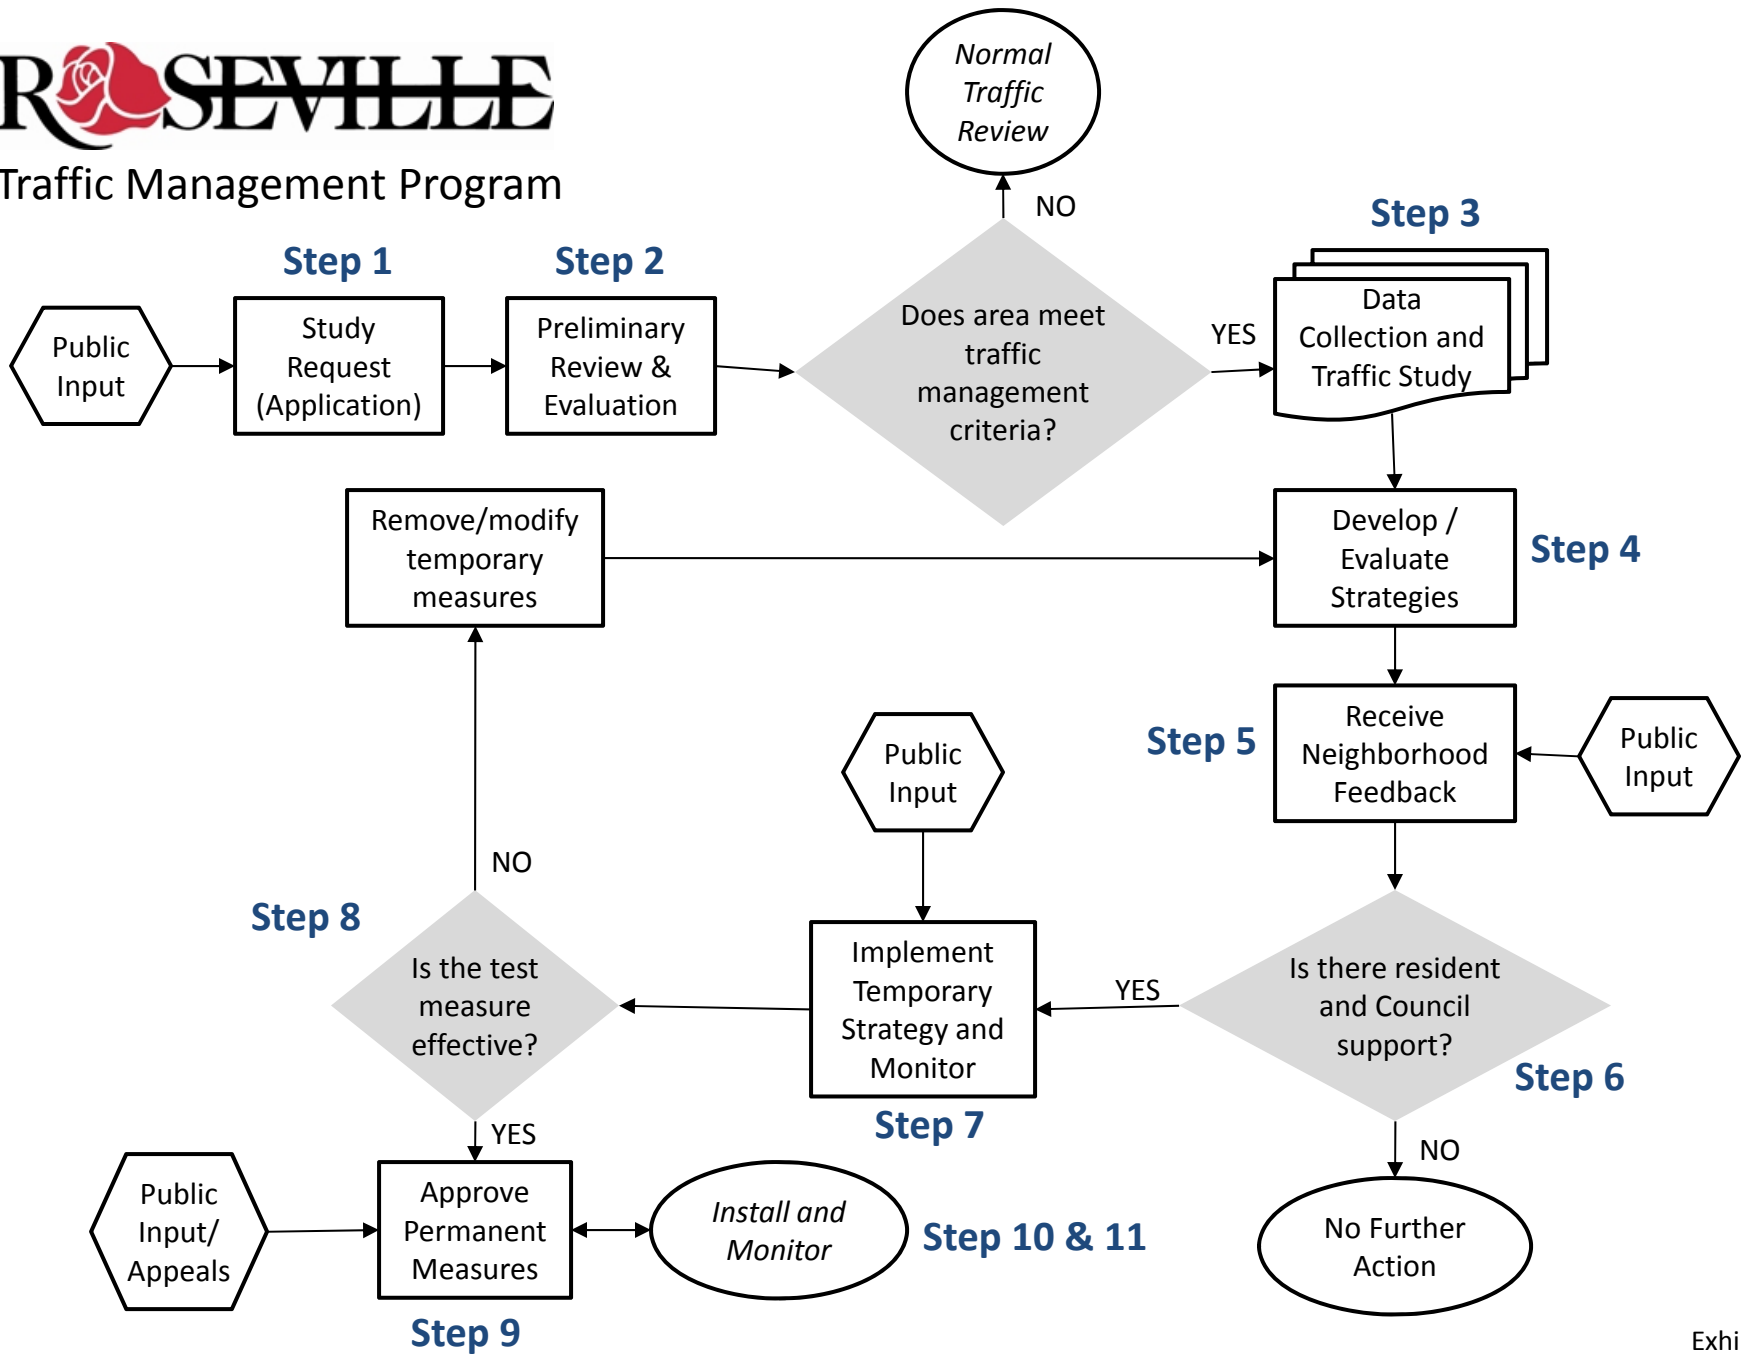 ROSEVILLE
Traffic Management Program
Normal
Traffic
Review
NO
Step 1
Step 2
Step 3
Public
Input
Study
Request
(Application)
Preliminary
Review &
Evaluation
Does area meet
traffic
management
criteria?
YES
Data
Collection and
Traffic Study
Remove/modify
temporary
measures
Develop /
Evaluate
Strategies
Step 4
Step 5
Receive
Neighborhood
Feedback
Public
Input
Public
Input
NO
Step 8
Is the test
measure
effective?
Implement
Temporary
Strategy and
Monitor
YES
Is there resident
and Council
support?
Step 6
Step 7
YES
NO
Public
Input/
Appeals
Approve
Permanent
Measures
Install and
Monitor
Step 10 & 11
No Further
Action
Step 9
Exhi